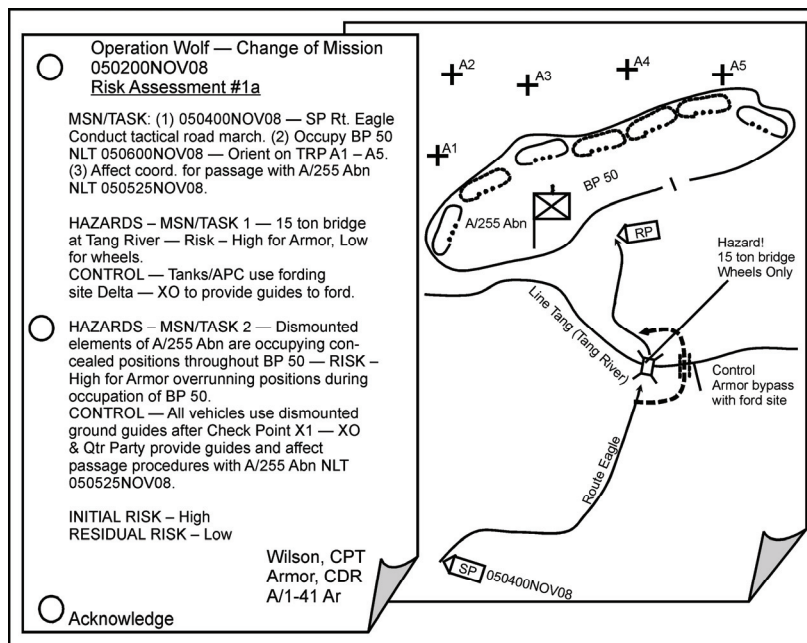 Operation Wolf — Change of Mission
050200NOV08
Risk Assessment #1a
MSN/TASK: (1) 050400NOV08 — SP Rt. Eagle
Conduct tactical road march. (2) Occupy BP 50
NLT 050600NOV08 — Orient on TRP A1 – A5.
(3) Affect coord. for passage with A/255 Abn
NLT 050525NOV08.
HAZARDS – MSN/TASK 1 — 15 ton bridge
at Tang River — Risk – High for Armor, Low
for wheels.
CONTROL — Tanks/APC use fording
site Delta — XO to provide guides to ford.
HAZARDS – MSN/TASK 2 — Dismounted
elements of A/255 Abn are occupying con-
cealed positions throughout BP 50 — RISK –
High for Armor overrunning positions during
occupation of BP 50.
CONTROL — All vehicles use dismounted
ground guides after Check Point X1 — XO
& Qtr Party provide guides and affect
passage procedures with A/255 Abn NLT
050525NOV08.
INITIAL RISK – High
RESIDUAL RISK – Low
Wilson, CPT
Armor, CDR
A/1-41 Ar
Acknowledge
A2
A3
A4
A5
A1
BP 50
A/255 Abn
I
RP
Hazard!
15 ton bridge
Wheels Only
Line Tang (Tang River)
Control
Armor bypass
with ford site
Route Eagle
SP
050400NOV08